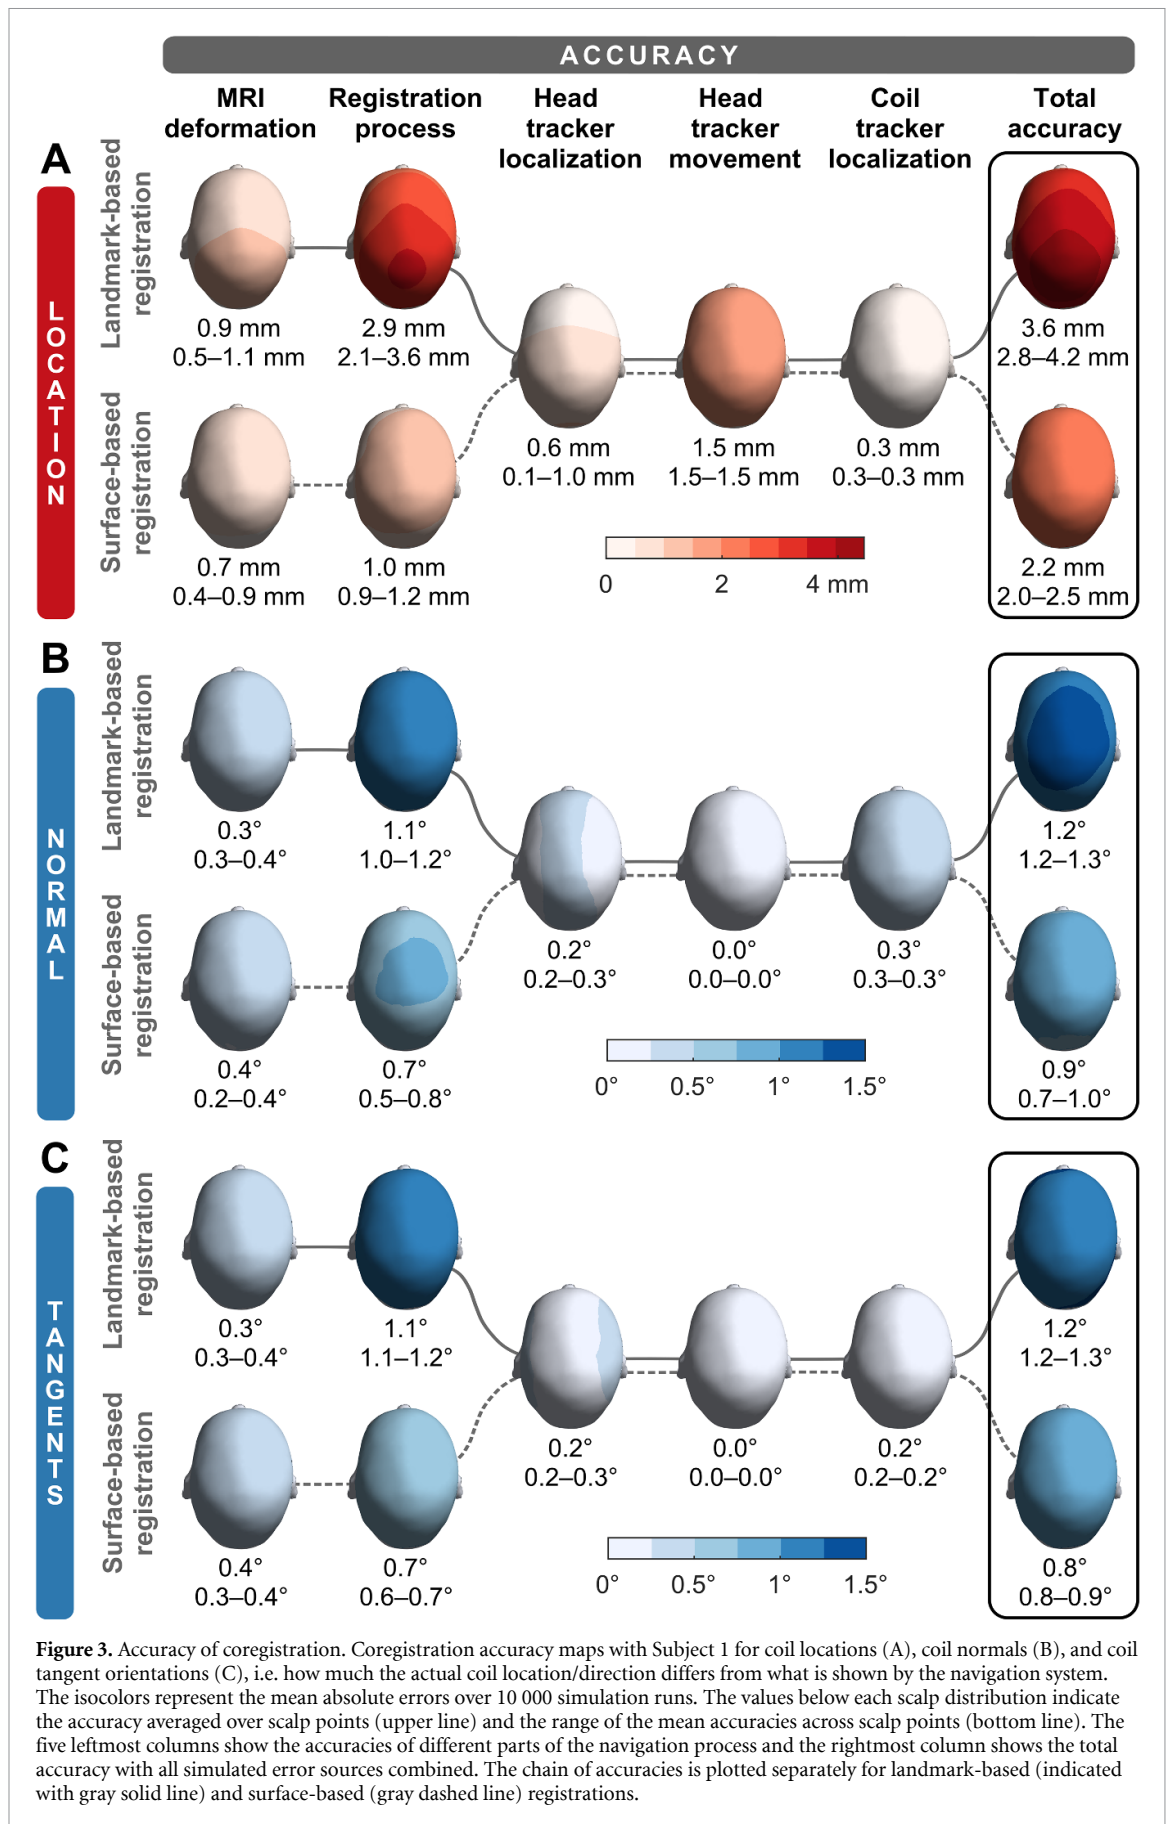 ACCURACY
MRI
deformation
Registration
process
Head
tracker
localization
Head
tracker
movement
Coil
tracker
localization
Total
accuracy
A
LOCATION
Landmark-based
registration
0.9 mm
0.5–1.1 mm
2.9 mm
2.1–3.6 mm
3.6 mm
2.8–4.2 mm
0.6 mm
0.1–1.0 mm
1.5 mm
1.5–1.5 mm
0.3 mm
0.3–0.3 mm
Surface-based
registration
0.7 mm
0.4–0.9 mm
1.0 mm
0.9–1.2 mm
0 2 4 mm
2.2 mm
2.0–2.5 mm
B
NORMAL
Landmark-based
registration
0.3°
0.3–0.4°
1.1°
1.0–1.2°
1.2°
1.2–1.3°
0.2°
0.2–0.3°
0.0°
0.0–0.0°
0.3°
0.3–0.3°
Surface-based
registration
0.4°
0.2–0.4°
0.7°
0.5–0.8°
0° 0.5° 1° 1.5°
0.9°
0.7–1.0°
C
TANGENTS
Landmark-based
registration
0.3°
0.3–0.4°
1.1°
1.1–1.2°
1.2°
1.2–1.3°
0.2°
0.2–0.3°
0.0°
0.0–0.0°
0.2°
0.2–0.2°
Surface-based
registration
0.4°
0.3–0.4°
0.7°
0.6–0.7°
0° 0.5° 1° 1.5°
0.8°
0.8–0.9°
Figure 3. Accuracy of coregistration. Coregistration accuracy maps with Subject 1 for coil locations (A), coil normals (B), and coil
tangent orientations (C), i.e. how much the actual coil location/direction differs from what is shown by the navigation system.
The isocolors represent the mean absolute errors over 10 000 simulation runs. The values below each scalp distribution indicate
the accuracy averaged over scalp points (upper line) and the range of the mean accuracies across scalp points (bottom line). The
five leftmost columns show the accuracies of different parts of the navigation process and the rightmost column shows the total
accuracy with all simulated error sources combined. The chain of accuracies is plotted separately for landmark-based (indicated
with gray solid line) and surface-based (gray dashed line) registrations.